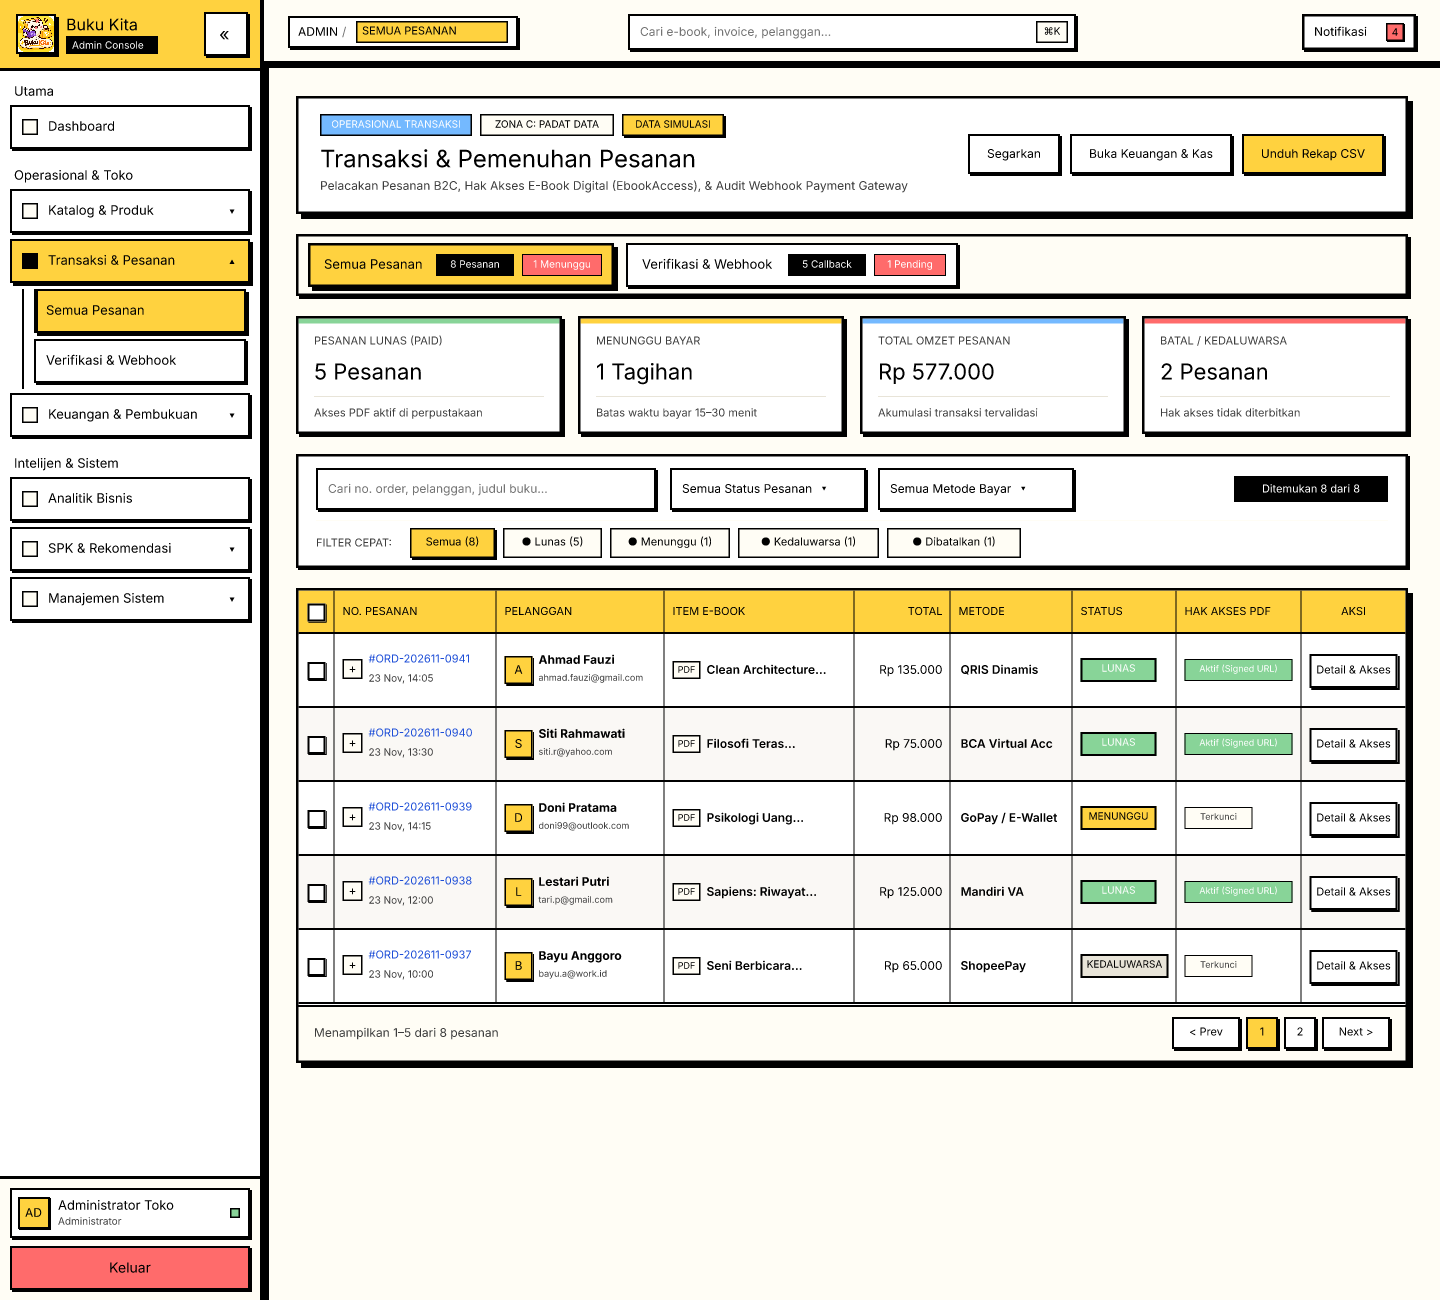 Buku Kita
Admin Console
«
Utama
Dashboard
Operasional & Toko
Katalog & Produk
Transaksi & Pesanan
Semua Pesanan
Verifikasi & Webhook
Keuangan & Pembukuan
Intelijen & Sistem
Analitik Bisnis
SPK & Rekomendasi
Manajemen Sistem
AD
Administrator Toko
Administrator
Keluar
ADMIN / SEMUA PESANAN
Cari e-book, invoice, pelanggan...
⌘K
Notifikasi 4
OPERASIONAL TRANSAKSI
ZONA C: PADAT DATA
DATA SIMULASI
Transaksi & Pemenuhan Pesanan
Pelacakan Pesanan B2C, Hak Akses E-Book Digital (EbookAccess), & Audit Webhook Payment Gateway
Segarkan
Buka Keuangan & Kas
Unduh Rekap CSV
Semua Pesanan 8 Pesanan 1 Menunggu
Verifikasi & Webhook 5 Callback 1 Pending
PESANAN LUNAS (PAID)
5 Pesanan
Akses PDF aktif di perpustakaan
MENUNGGU BAYAR
1 Tagihan
Batas waktu bayar 15–30 menit
TOTAL OMZET PESANAN
Rp 577.000
Akumulasi transaksi tervalidasi
BATAL / KEDALUWARSA
2 Pesanan
Hak akses tidak diterbitkan
Cari no. order, pelanggan, judul buku...
Semua Status Pesanan
Semua Metode Bayar
Ditemukan 8 dari 8
FILTER CEPAT:
Semua (8)
● Lunas (5)
● Menunggu (1)
● Kedaluwarsa (1)
● Dibatalkan (1)
NO. PESANAN PELANGGAN ITEM E-BOOK TOTAL METODE STATUS HAK AKSES PDF AKSI
+ #ORD-202611-0941
23 Nov, 14:05
A Ahmad Fauzi
ahmad.fauzi@gmail.com
PDF Clean Architecture...
Rp 135.000
QRIS Dinamis
LUNAS
Aktif (Signed URL)
Detail & Akses
+ #ORD-202611-0940
23 Nov, 13:30
S Siti Rahmawati
siti.r@yahoo.com
PDF Filosofi Teras...
Rp 75.000
BCA Virtual Acc
LUNAS
Aktif (Signed URL)
Detail & Akses
+ #ORD-202611-0939
23 Nov, 14:15
D Doni Pratama
doni99@outlook.com
PDF Psikologi Uang...
Rp 98.000
GoPay / E-Wallet
MENUNGGU
Terkunci
Detail & Akses
+ #ORD-202611-0938
23 Nov, 12:00
L Lestari Putri
tari.p@gmail.com
PDF Sapiens: Riwayat...
Rp 125.000
Mandiri VA
LUNAS
Aktif (Signed URL)
Detail & Akses
+ #ORD-202611-0937
23 Nov, 10:00
B Bayu Anggoro
bayu.a@work.id
PDF Seni Berbicara...
Rp 65.000
ShopeePay
KEDALUWARSA
Terkunci
Detail & Akses
Menampilkan 1–5 dari 8 pesanan
< Prev 1 2 Next >